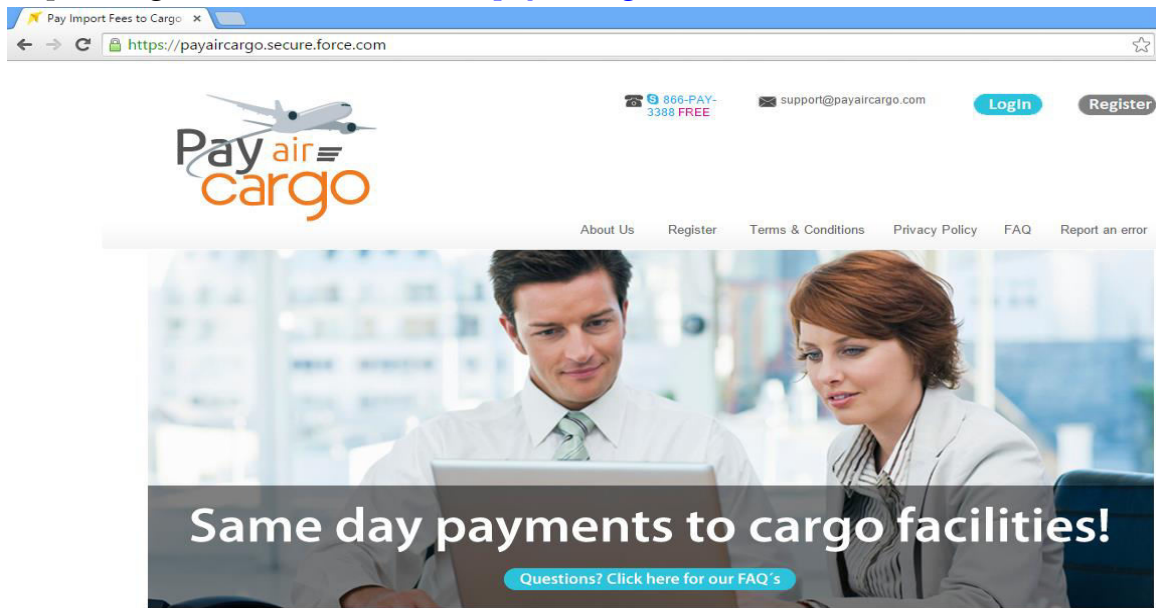 Pay Import Fees to Cargo
https://payaircargo.secure.force.com
Pay air
cargo
866-PAY-
3388 FREE
support@payaircargo.com
LogIn
Register
About Us Register Terms & Conditions Privacy Policy FAQ Report an error
Same day payments to cargo facilities!
Questions? Click here for our FAQ´s